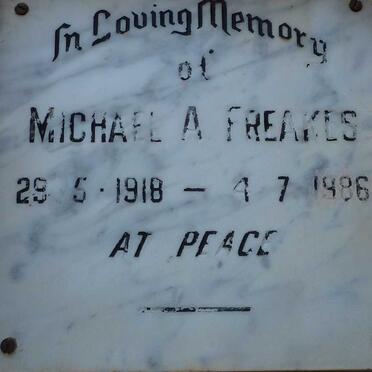 In Loving Memory
of
MICHAEL A FREAKES
29 · 5 · 1918 — 4 7 1986
AT PEACE